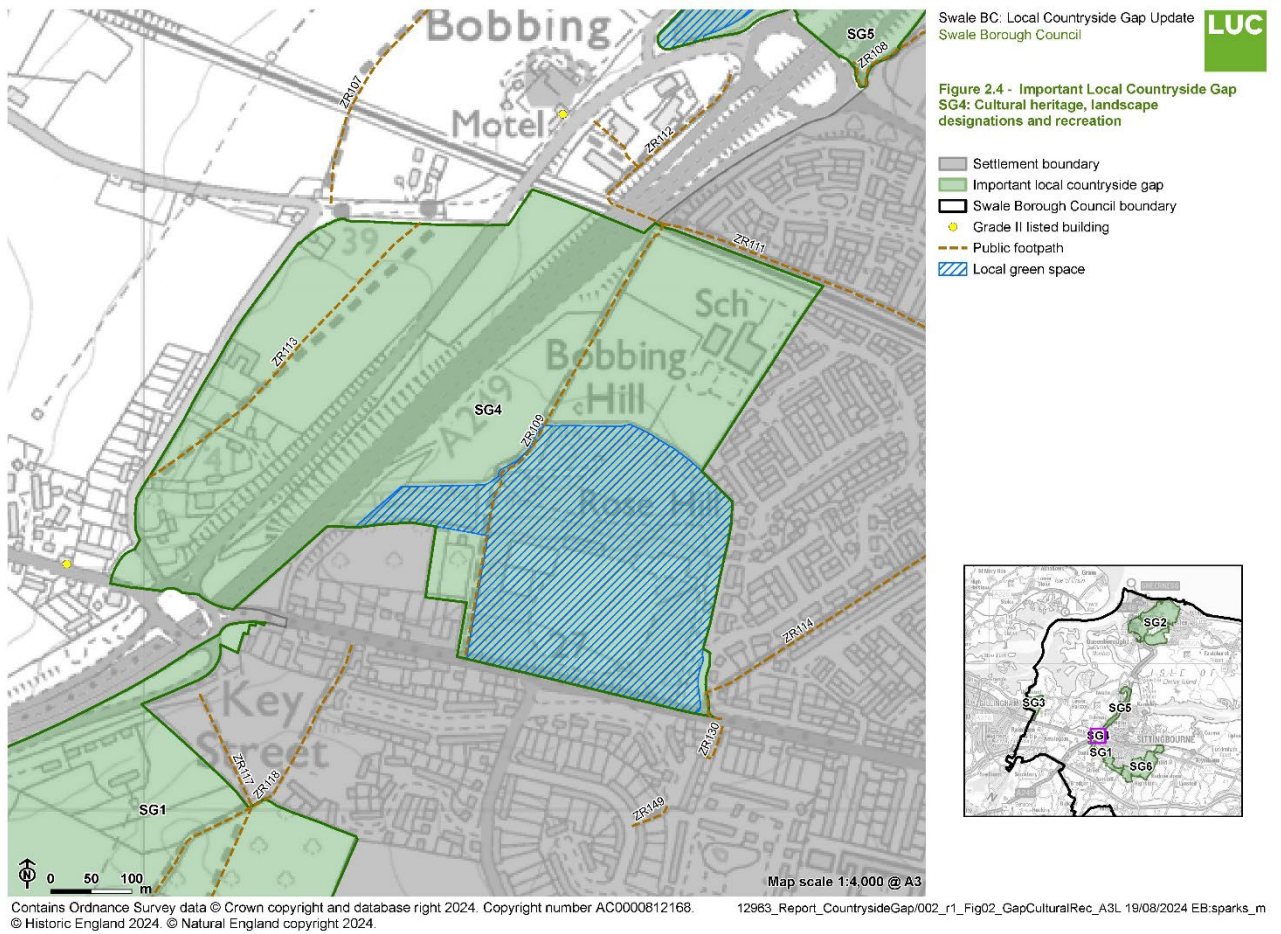 Swale BC: Local Countryside Gap Update
Swale Borough Council
LUC
Figure 2.4 - Important Local Countryside Gap
SG4: Cultural heritage, landscape
designations and recreation
Settlement boundary
Important local countryside gap
Swale Borough Council boundary
Grade II listed building
Public footpath
Local green space
Bobbing
SG5
ZR108
ZR107
Motel
ZR112
ZR111
39
Sch
ZR113
Bobbing
Hill
A249
SG4
ZR109
41
Rose Hill
27
ZR114
Key
Street
ZR130
ZR117
ZR118
ZR149
SG1
SG2
SG3
GILLINGHAM
SG5
SITTINGBOURNE
SG1
SG6
N
0 50 100
m
Map scale 1:4,000 @ A3
Contains Ordnance Survey data © Crown copyright and database right 2024. Copyright number AC0000812168.
12983_Report_CountrysideGap/002_r1_Fig02_GapCulturalRec_A3L 19/08/2024 EB:sparks_m
© Historic England 2024. © Natural England copyright 2024.